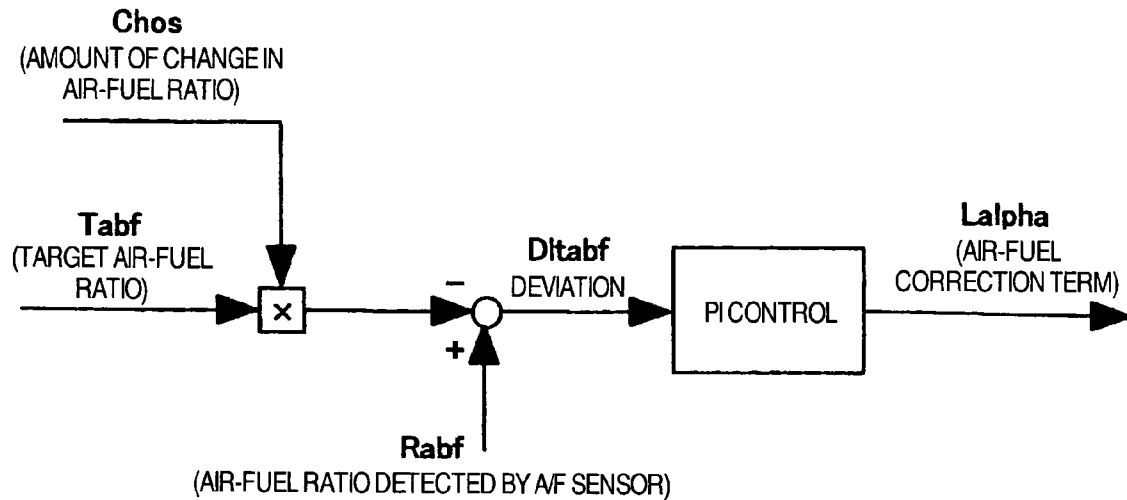 Chos
(AMOUNT OF CHANGE IN
AIR-FUEL RATIO)
Tabf
(TARGET AIR-FUEL
RATIO)
×
−
+
Dltabf
DEVIATION
PI CONTROL
Lalpha
(AIR-FUEL
CORRECTION TERM)
Rabf
(AIR-FUEL RATIO DETECTED BY A/F SENSOR)